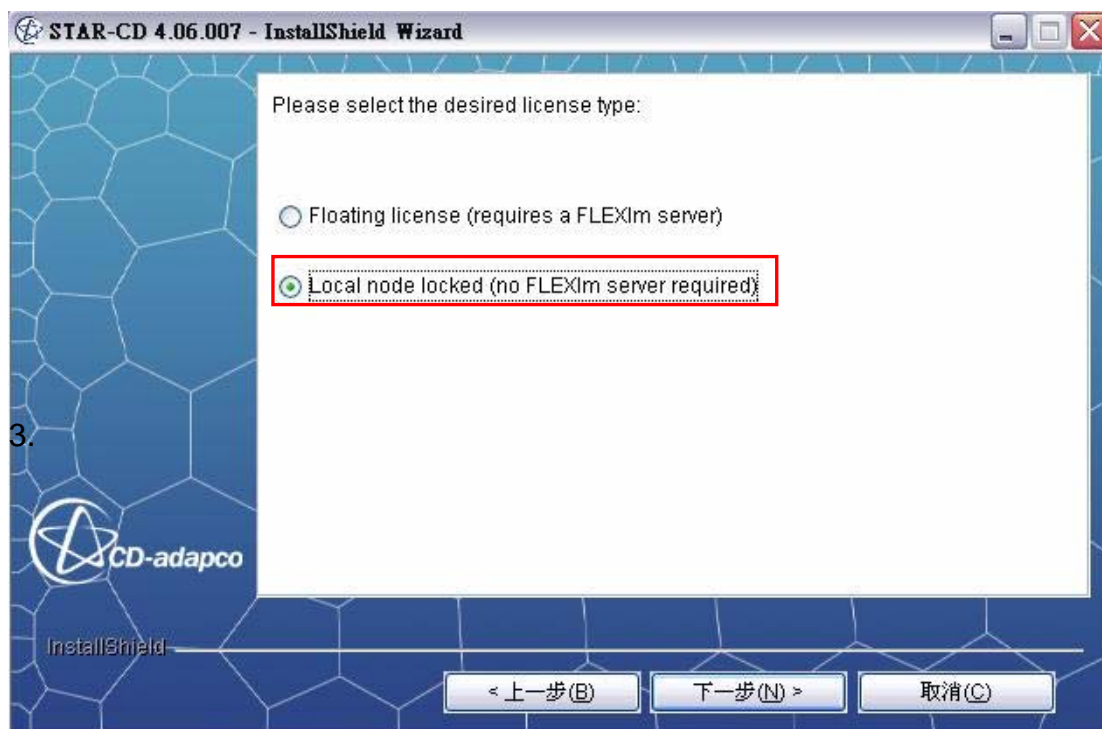 STAR-CD 4.06.007 - InstallShield Wizard
Please select the desired license type:
Floating license (requires a FLEXlm server)
Local node locked (no FLEXlm server required)
3.
CD-adapco
InstallShield
< 上一步(B)
下一步(N) >
取消(C)